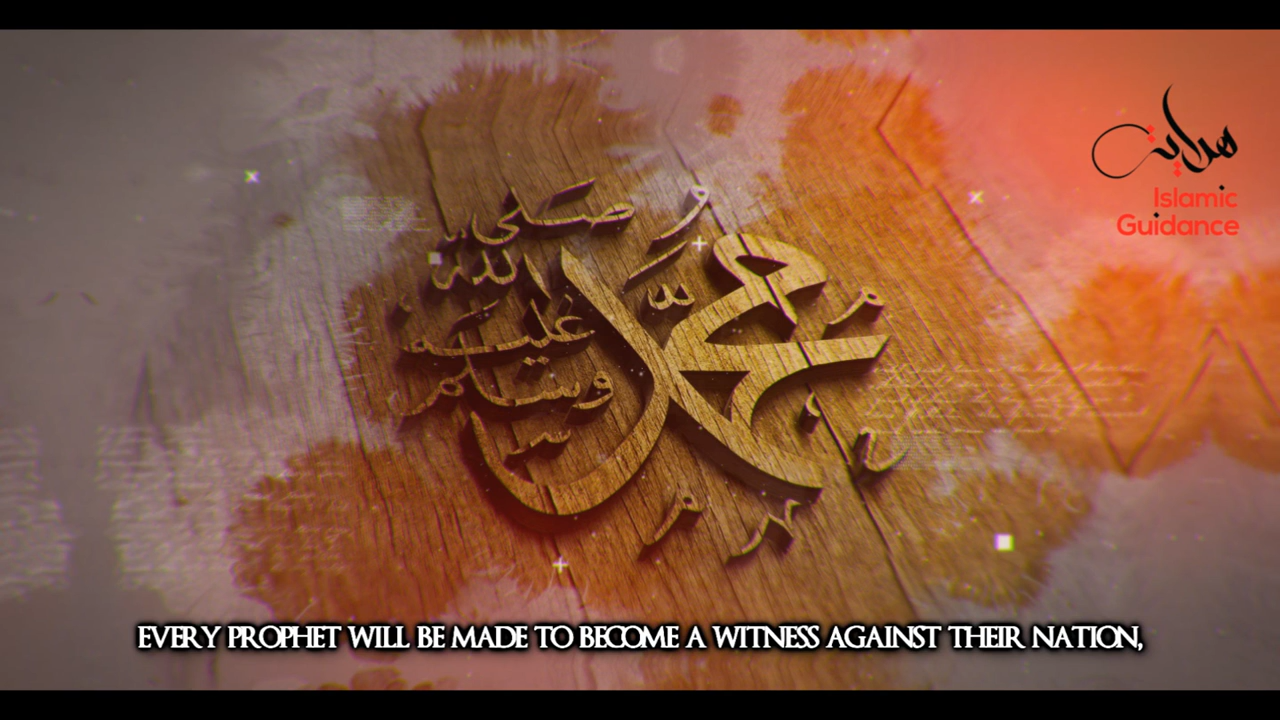 هداية
Islamic
Guidance
محمد
صلى
الله
عليه
وسلم
EVERY PROPHET WILL BE MADE TO BECOME A WITNESS AGAINST THEIR NATION,